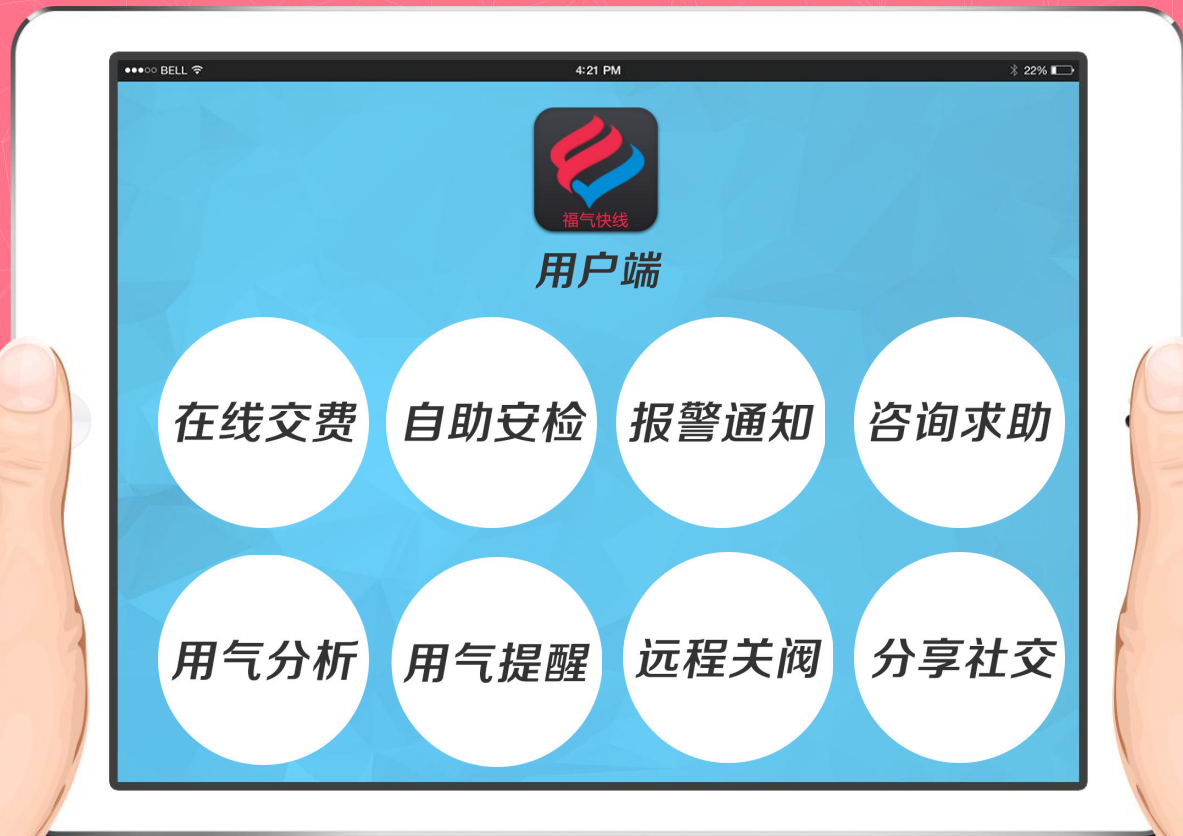 BELL 4:21 PM 22%
福气快线
用户端
在线交费 自助安检 报警通知 咨询求助
用气分析 用气提醒 远程关阀 分享社交